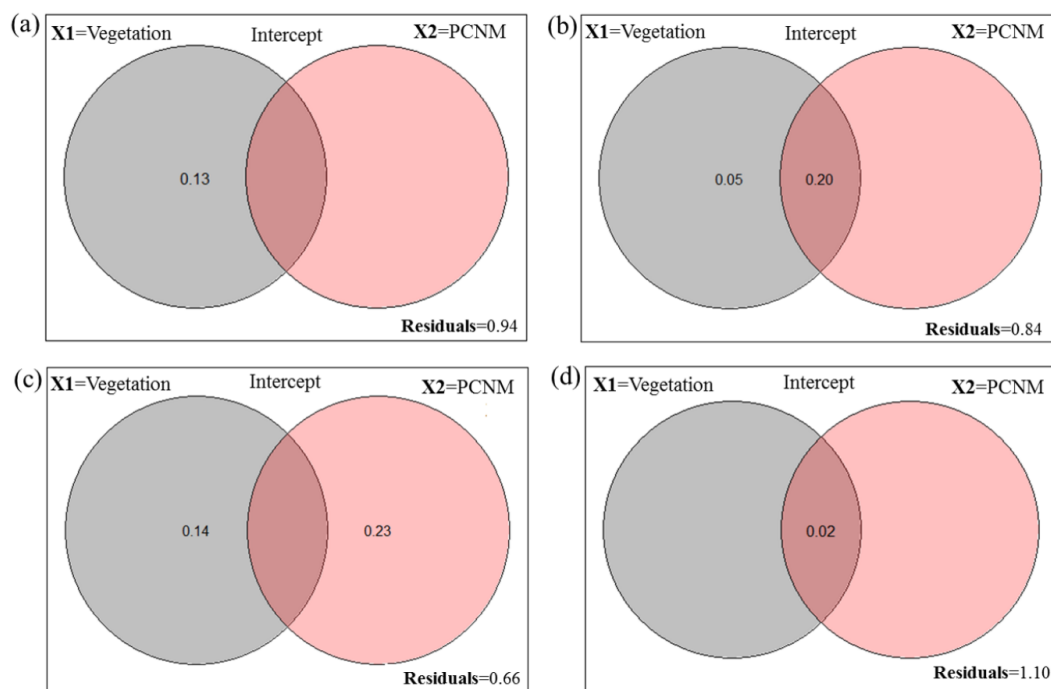 (a)
X1=Vegetation Intercept X2=PCNM
0.13
Residuals=0.94
(b)
X1=Vegetation Intercept X2=PCNM
0.05 0.20
Residuals=0.84
(c)
X1=Vegetation Intercept X2=PCNM
0.14 0.23
Residuals=0.66
(d)
X1=Vegetation Intercept X2=PCNM
0.02
Residuals=1.10